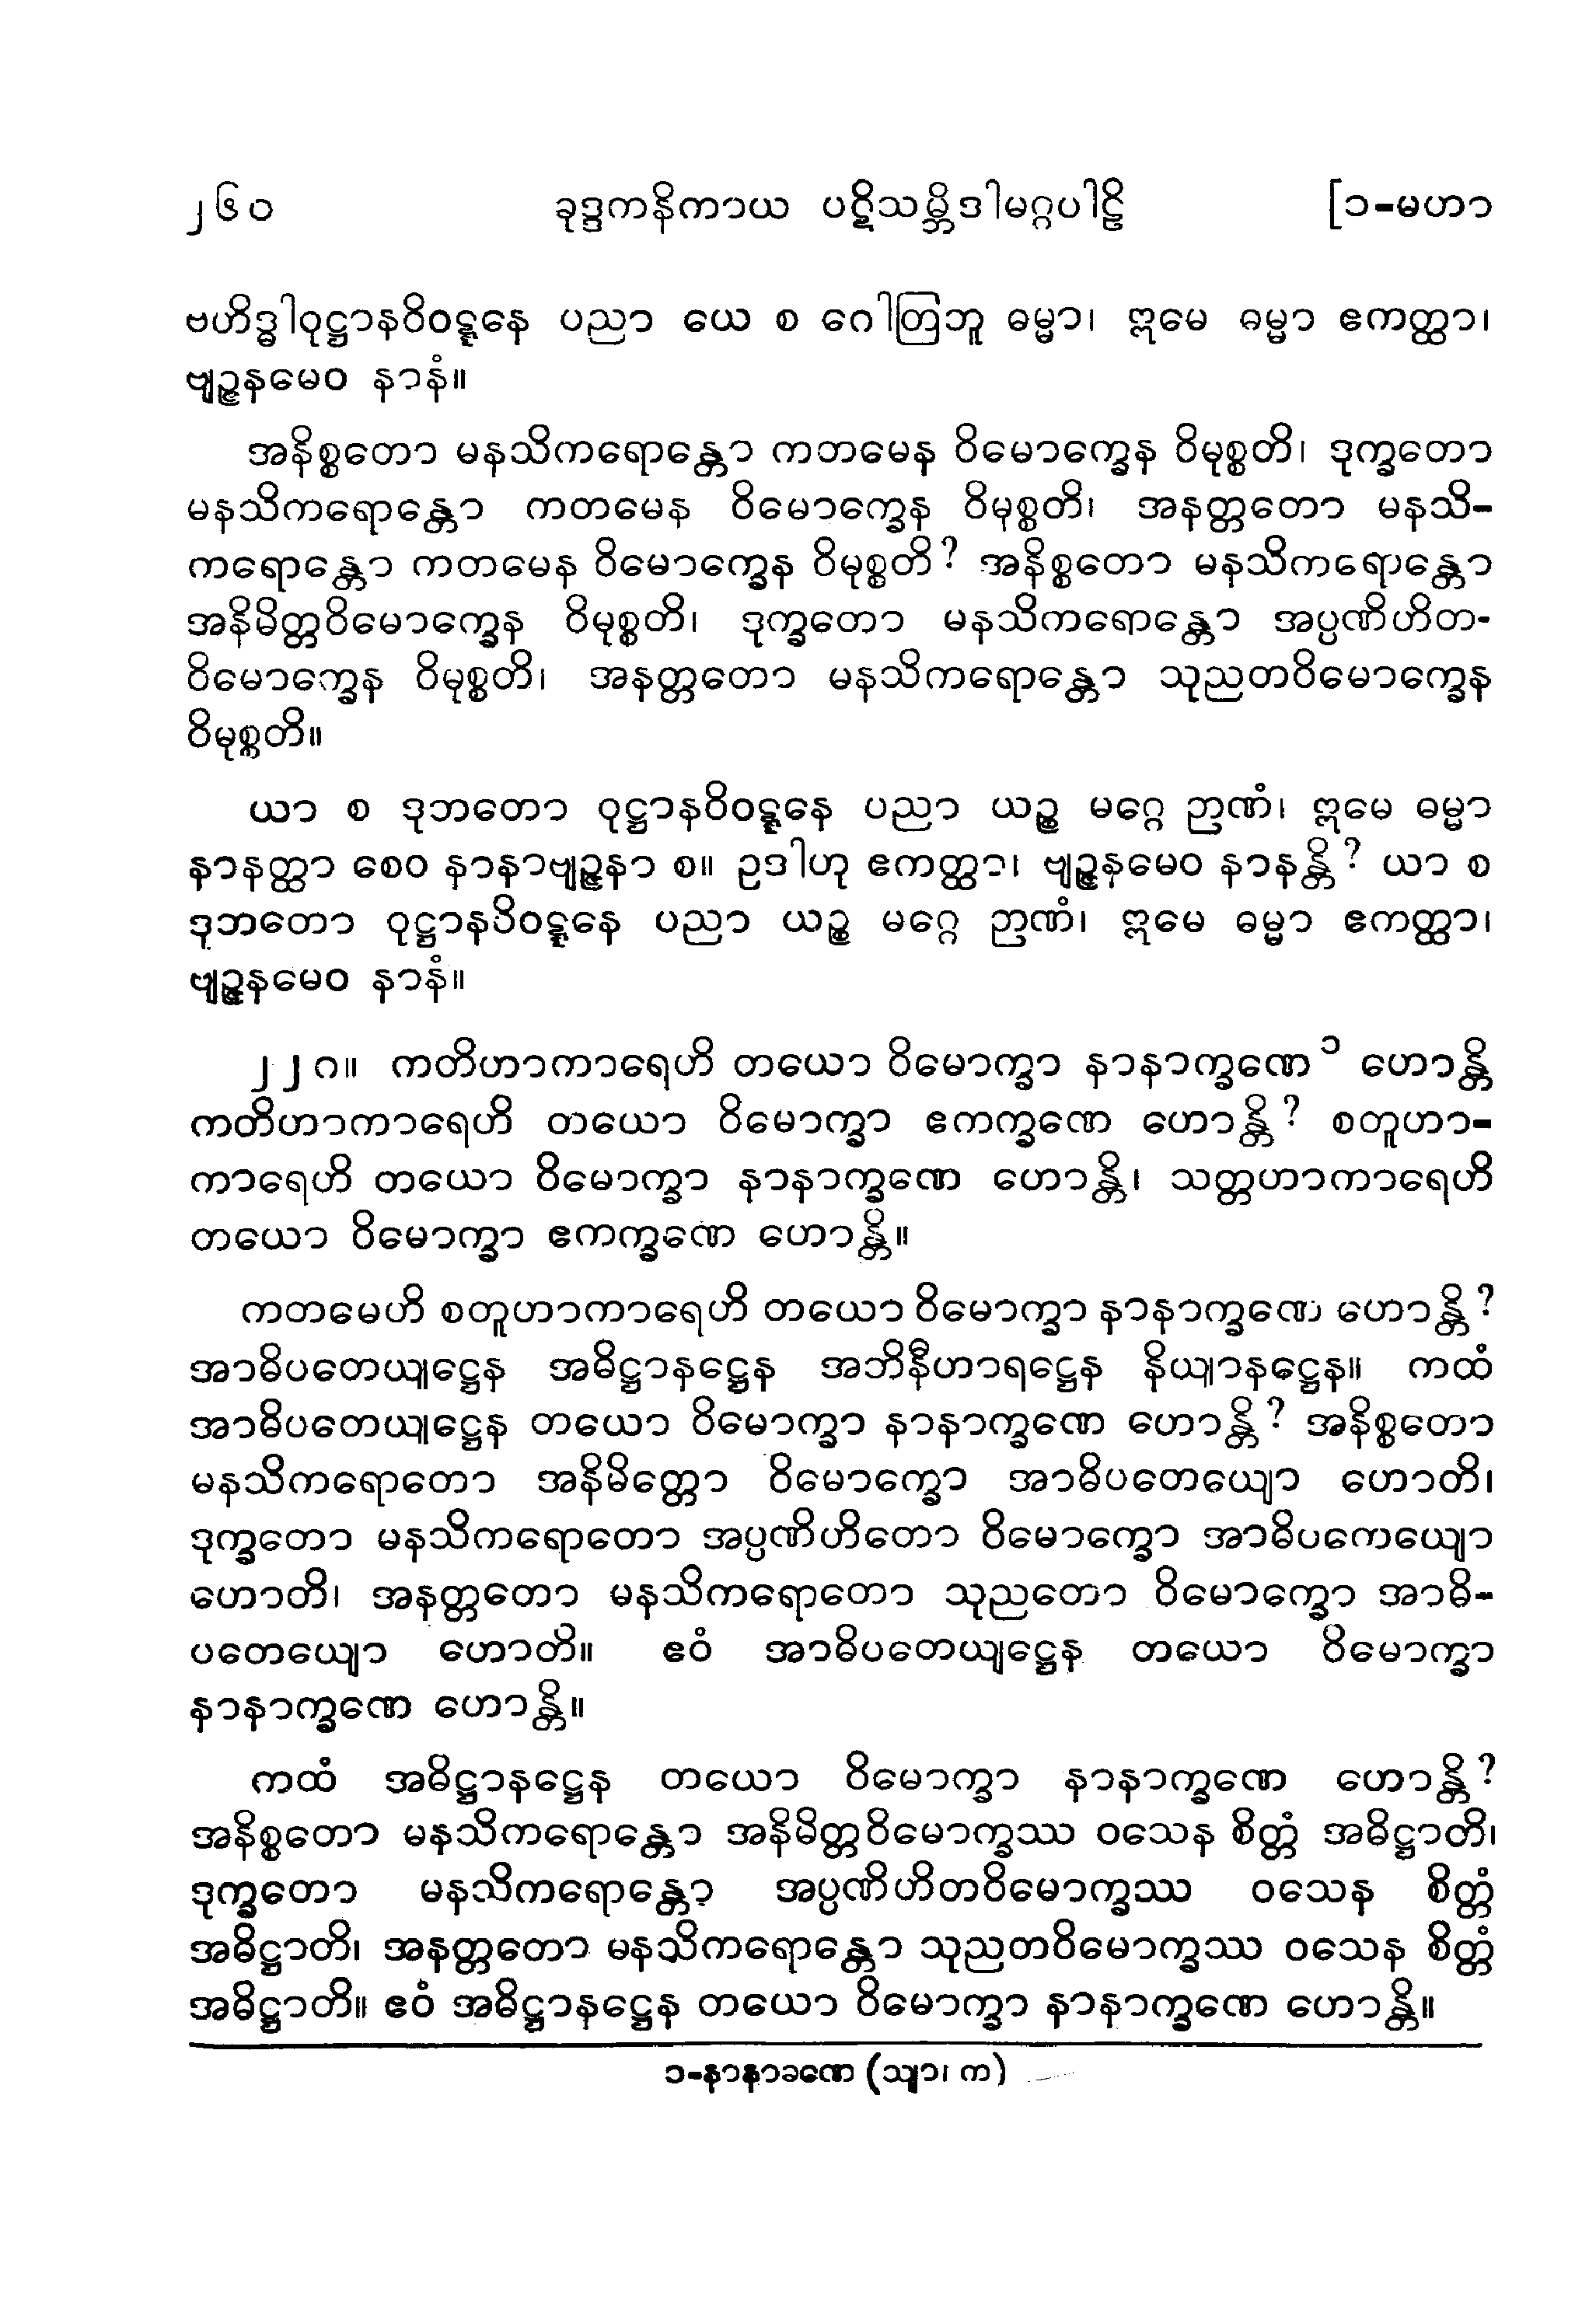 ၂၆၀ ခုဒ္ဒကနိကာယ ပဋိသမ္ဘိဒါမဂ္ဂပါဠိ [၁-မဟာ
ဗဟိဒ္ဓါဝုဋ္ဌာနဝိဝဋ္ဋနေ ပညာ ယေ စ ဂေါတြဘူ ဓမ္မာ၊ ဣမေ ဓမ္မာ ဧကတ္ထာ၊
ဗျဉ္ဇနမေဝ နာနံ။
အနိစ္စတော မနသိကရောန္တော ကတမေန ဝိမောက္ခေန ဝိမုစ္စတိ၊ ဒုက္ခတော
မနသိကရောန္တော ကတမေန ဝိမောက္ခေန ဝိမုစ္စတိ၊ အနတ္တတော မနသိ-
ကရောန္တော ကတမေန ဝိမောက္ခေန ဝိမုစ္စတိ? အနိစ္စတော မနသိကရောန္တော
အနိမိတ္တဝိမောက္ခေန ဝိမုစ္စတိ၊ ဒုက္ခတော မနသိကရောန္တော အပ္ပဏိဟိတ-
ဝိမောက္ခေန ဝိမုစ္စတိ၊ အနတ္တတော မနသိကရောန္တော သုညတဝိမောက္ခေန
ဝိမုစ္စတိ။
ယာ စ ဒုဘတော ဝုဋ္ဌာနဝိဝဋ္ဋနေ ပညာ ယဉ္စ မဂ္ဂေ ဉာဏံ၊ ဣမေ ဓမ္မာ
နာနတ္ထာ စေဝ နာနာဗျဉ္ဇနာ စ။ ဥဒါဟု ဧကတ္ထာ၊ ဗျဉ္ဇနမေဝ နာနန္တိ? ယာ စ
ဒုဘတော ဝုဋ္ဌာနဝိဝဋ္ဋနေ ပညာ ယဉ္စ မဂ္ဂေ ဉာဏံ၊ ဣမေ ဓမ္မာ ဧကတ္ထာ၊
ဗျဉ္ဇနမေဝ နာနံ။
၂၂၈။ ကတိဟာကာရေဟိ တယော ဝိမောက္ခာ နာနာက္ခဏေ ၁ ဟောန္တိ
ကတိဟာကာရေဟိ တယော ဝိမောက္ခာ ဧကက္ခဏေ ဟောန္တိ? စတူဟာ-
ကာရေဟိ တယော ဝိမောက္ခာ နာနာက္ခဏေ ဟောန္တိ၊ သတ္တဟာကာရေဟိ
တယော ဝိမောက္ခာ ဧကက္ခဏေ ဟောန္တိ။
ကတမေဟိ စတူဟာကာရေဟိ တယော ဝိမောက္ခာ နာနာက္ခဏေ ဟောန္တိ?
အာဓိပတေယျဋ္ဌေန အဓိဋ္ဌာနဋ္ဌေန အဘိနီဟာရဋ္ဌေန နိယျာနဋ္ဌေန။ ကထံ
အာဓိပတေယျဋ္ဌေန တယော ဝိမောက္ခာ နာနာက္ခဏေ ဟောန္တိ? အနိစ္စတော
မနသိကရောတော အနိမိတ္တော ဝိမောက္ခော အာဓိပတေယျော ဟောတိ၊
ဒုက္ခတော မနသိကရောတော အပ္ပဏိဟိတော ဝိမောက္ခော အာဓိပကေယျော
ဟောတိ၊ အနတ္တတော မနသိကရောတော သုညတော ဝိမောက္ခော အာဓိ-
ပတေယျော ဟောတိ။ ဧဝံ အာဓိပတေယျဋ္ဌေန တယော ဝိမောက္ခာ
နာနာက္ခဏေ ဟောန္တိ။
ကထံ အဓိဋ္ဌာနဋ္ဌေန တယော ဝိမောက္ခာ နာနာက္ခဏေ ဟောန္တိ?
အနိစ္စတော မနသိကရောန္တော အနိမိတ္တဝိမောက္ခဿ ဝသေန စိတ္တံ အဓိဋ္ဌာတိ၊
ဒုက္ခတော မနသိကရောန္တော အပ္ပဏိဟိတဝိမောက္ခဿ ဝသေန စိတ္တံ
အဓိဋ္ဌာတိ၊ အနတ္တတော မနသိကရောန္တော သုညတဝိမောက္ခဿ ဝသေန စိတ္တံ
အဓိဋ္ဌာတိ။ ဧဝံ အဓိဋ္ဌာနဋ္ဌေန တယော ဝိမောက္ခာ နာနာက္ခဏေ ဟောန္တိ။
၁-နာနာခဏေ (သျာ၊ က)